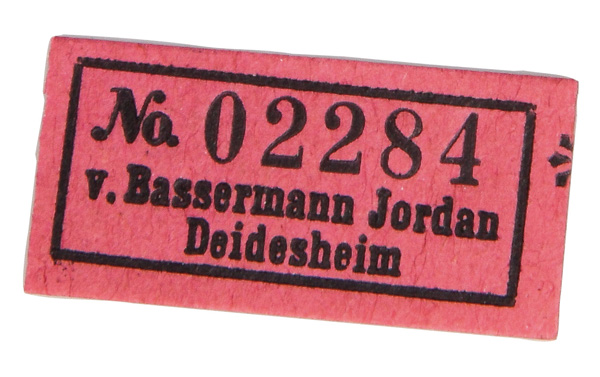 No. 02284
v. Bassermann Jordan
Deidesheim